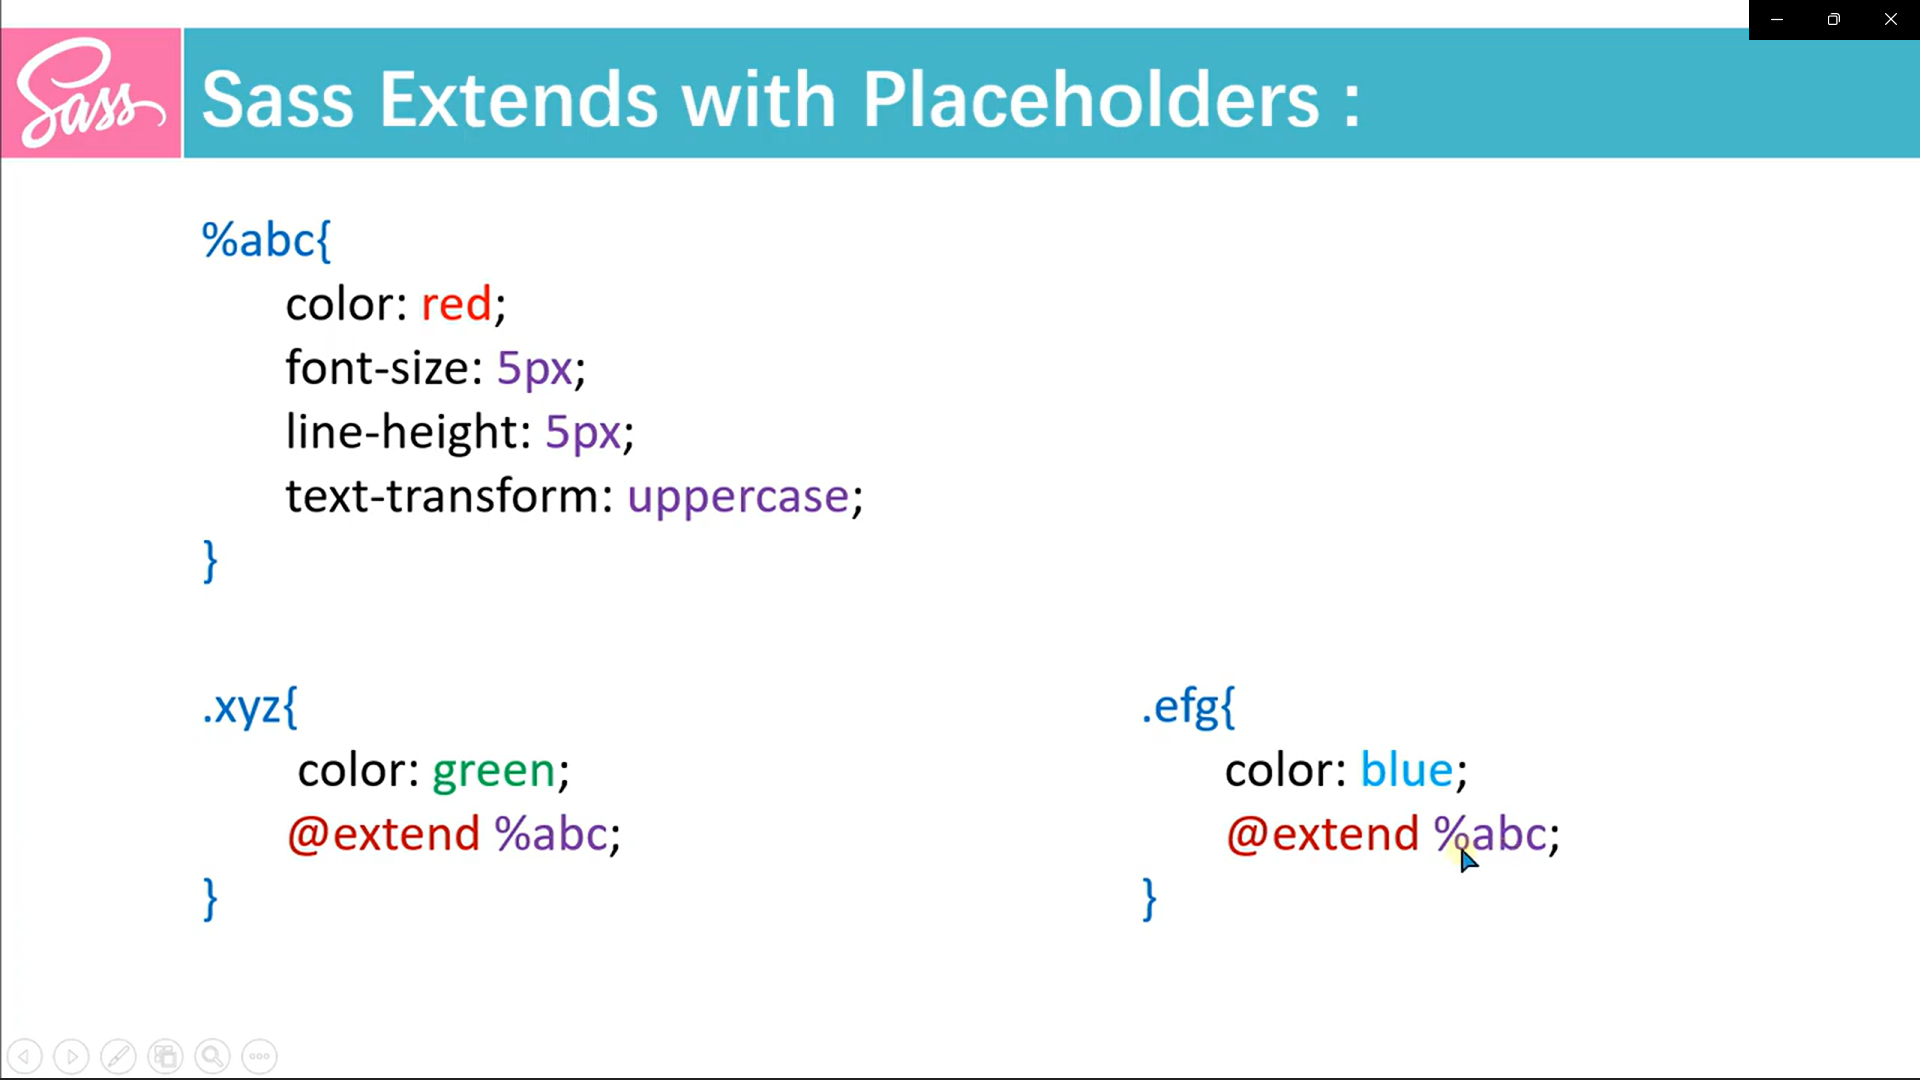 Sass
Sass Extends with Placeholders :
%abc{
color: red;
font-size: 5px;
line-height: 5px;
text-transform: uppercase;
}
.xyz{
color: green;
@extend %abc;
}
.efg{
color: blue;
@extend %abc;
}